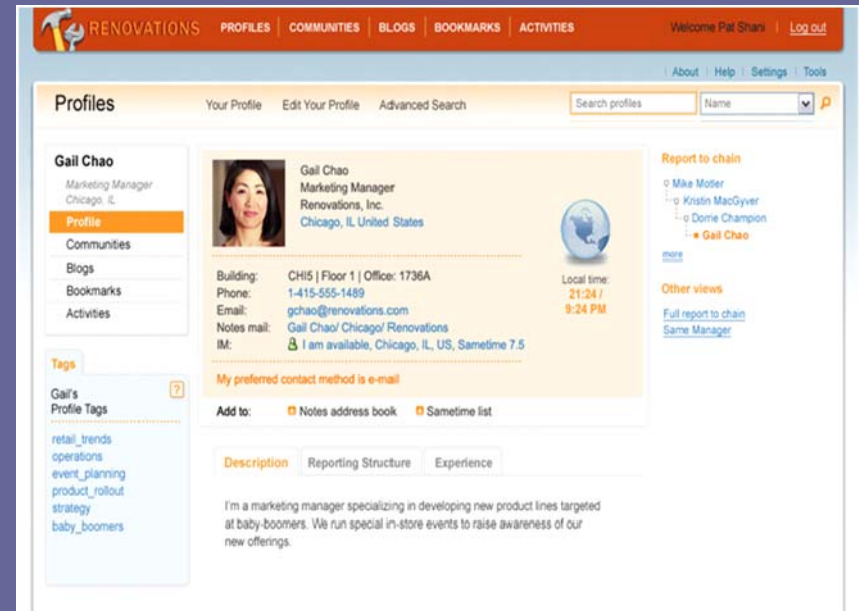 RENOVATIONS
PROFILES COMMUNITIES BLOGS BOOKMARKS ACTIVITIES
Welcome Pat Shani | Log out
About | Help | Settings | Tools
Profiles
Your Profile Edit Your Profile Advanced Search
Search profiles
Name
Gail Chao
Marketing Manager
Chicago, IL
Profile
Communities
Blogs
Bookmarks
Activities
Tags
Gail's
Profile Tags
?
retail_trends
operations
event_planning
product_rollout
strategy
baby_boomers
Gail Chao
Marketing Manager
Renovations, Inc.
Chicago, IL United States
Building: CHI5 | Floor 1 | Office: 1736A
Phone: 1-415-555-1489
Email: gchao@renovations.com
Notes mail: Gail Chao/ Chicago/ Renovations
IM: I am available, Chicago, IL, US, Sametime 7.5
Local time:
21:24 /
9:24 PM
My preferred contact method is e-mail
Add to: Notes address book Sametime list
Description Reporting Structure Experience
I'm a marketing manager specializing in developing new product lines targeted
at baby-boomers. We run special in-store events to raise awareness of our
new offerings.
Report to chain
Mike Motler
Kristin MacGyver
Dorrie Champion
Gail Chao
more
Other views
Full report to chain
Same Manager